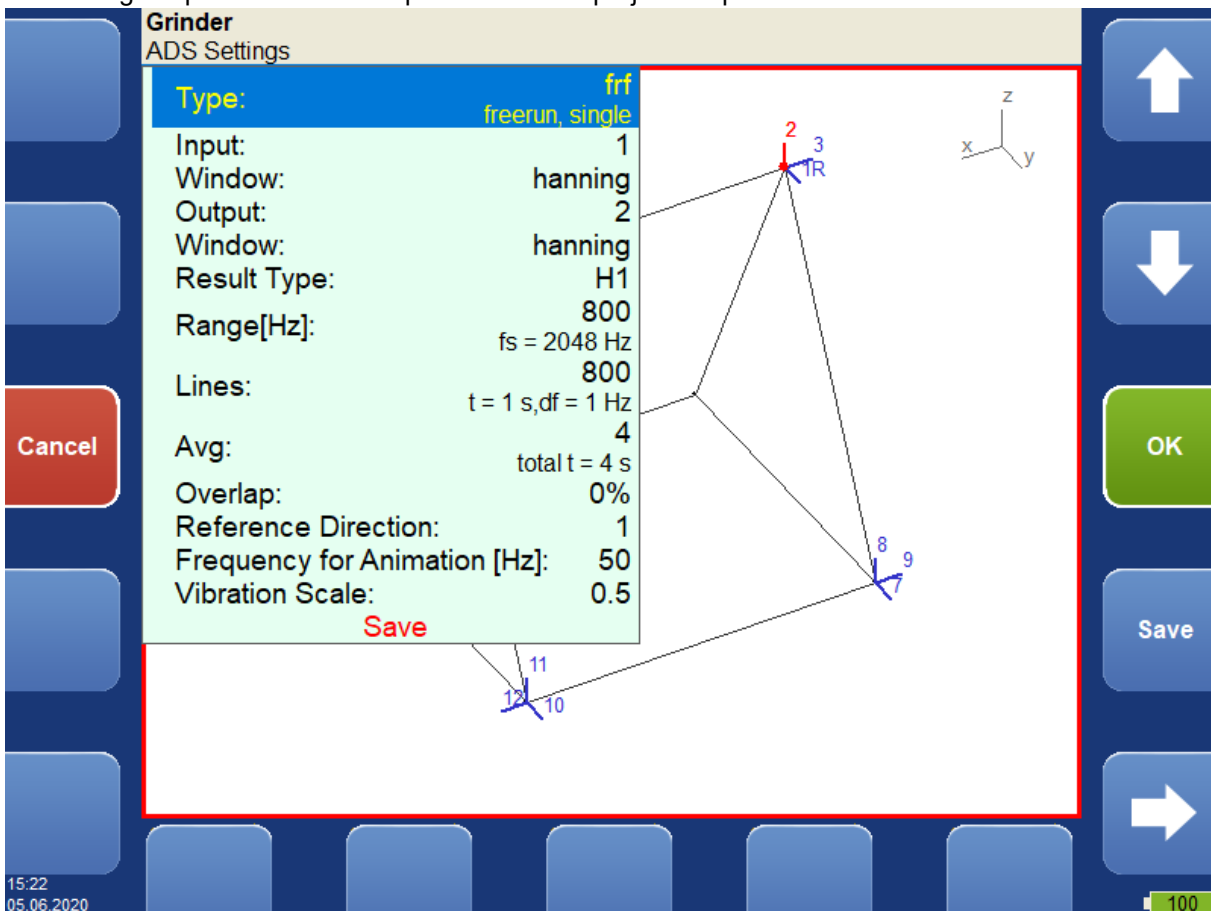 Grinder
ADS Settings
Type: frf
freerun, single
Input: 1
Window: hanning
Output: 2
Window: hanning
Result Type: H1
Range[Hz]: 800
fs = 2048 Hz
Lines: 800
t = 1 s,df = 1 Hz
Avg: 4
total t = 4 s
Overlap: 0%
Reference Direction: 1
Frequency for Animation [Hz]: 50
Vibration Scale: 0.5
Save
z
x
y
2
3
1R
8
9
7
11
12
10
Cancel
OK
Save
15:22
05.06.2020
100